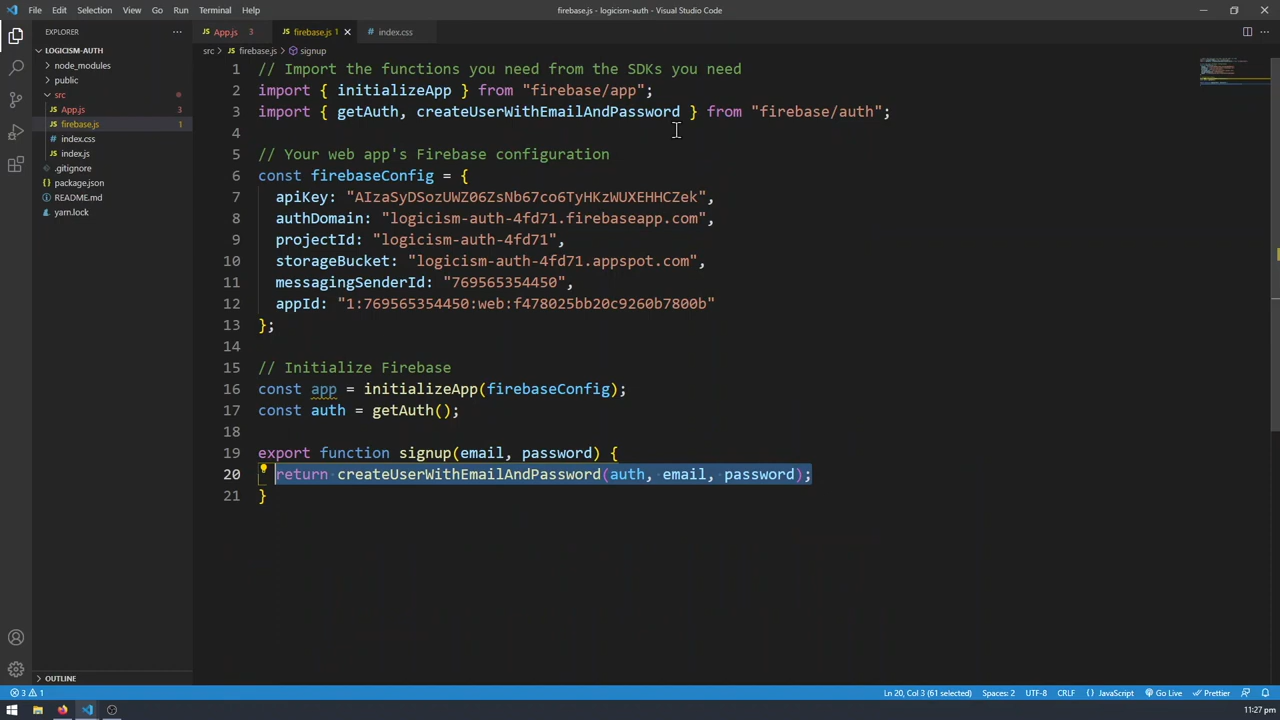 File Edit Selection View Go Run Terminal Help
firebase.js - logicism-auth - Visual Studio Code
EXPLORER
LOGICISM-AUTH
node_modules
public
src
App.js 3
firebase.js 1
index.css
index.js
.gitignore
package.json
README.md
yarn.lock
OUTLINE
App.js 3
firebase.js 1
index.css
src > firebase.js > signup
1 // Import the functions you need from the SDKs you need
2 import { initializeApp } from "firebase/app";
3 import { getAuth, createUserWithEmailAndPassword } from "firebase/auth";
4
5 // Your web app's Firebase configuration
6 const firebaseConfig = {
7 apiKey: "AIzaSyDSozUWZ06ZsNb67co6TyHKzWUXEHHCZek",
8 authDomain: "logicism-auth-4fd71.firebaseapp.com",
9 projectId: "logicism-auth-4fd71",
10 storageBucket: "logicism-auth-4fd71.appspot.com",
11 messagingSenderId: "769565354450",
12 appId: "1:769565354450:web:f478025bb20c9260b7800b"
13 };
14
15 // Initialize Firebase
16 const app = initializeApp(firebaseConfig);
17 const auth = getAuth();
18
19 export function signup(email, password) {
20 return createUserWithEmailAndPassword(auth, email, password);
21 }
3 1
Ln 20, Col 3 (61 selected) Spaces: 2 UTF-8 CRLF { } JavaScript Go Live Prettier
11:27 pm